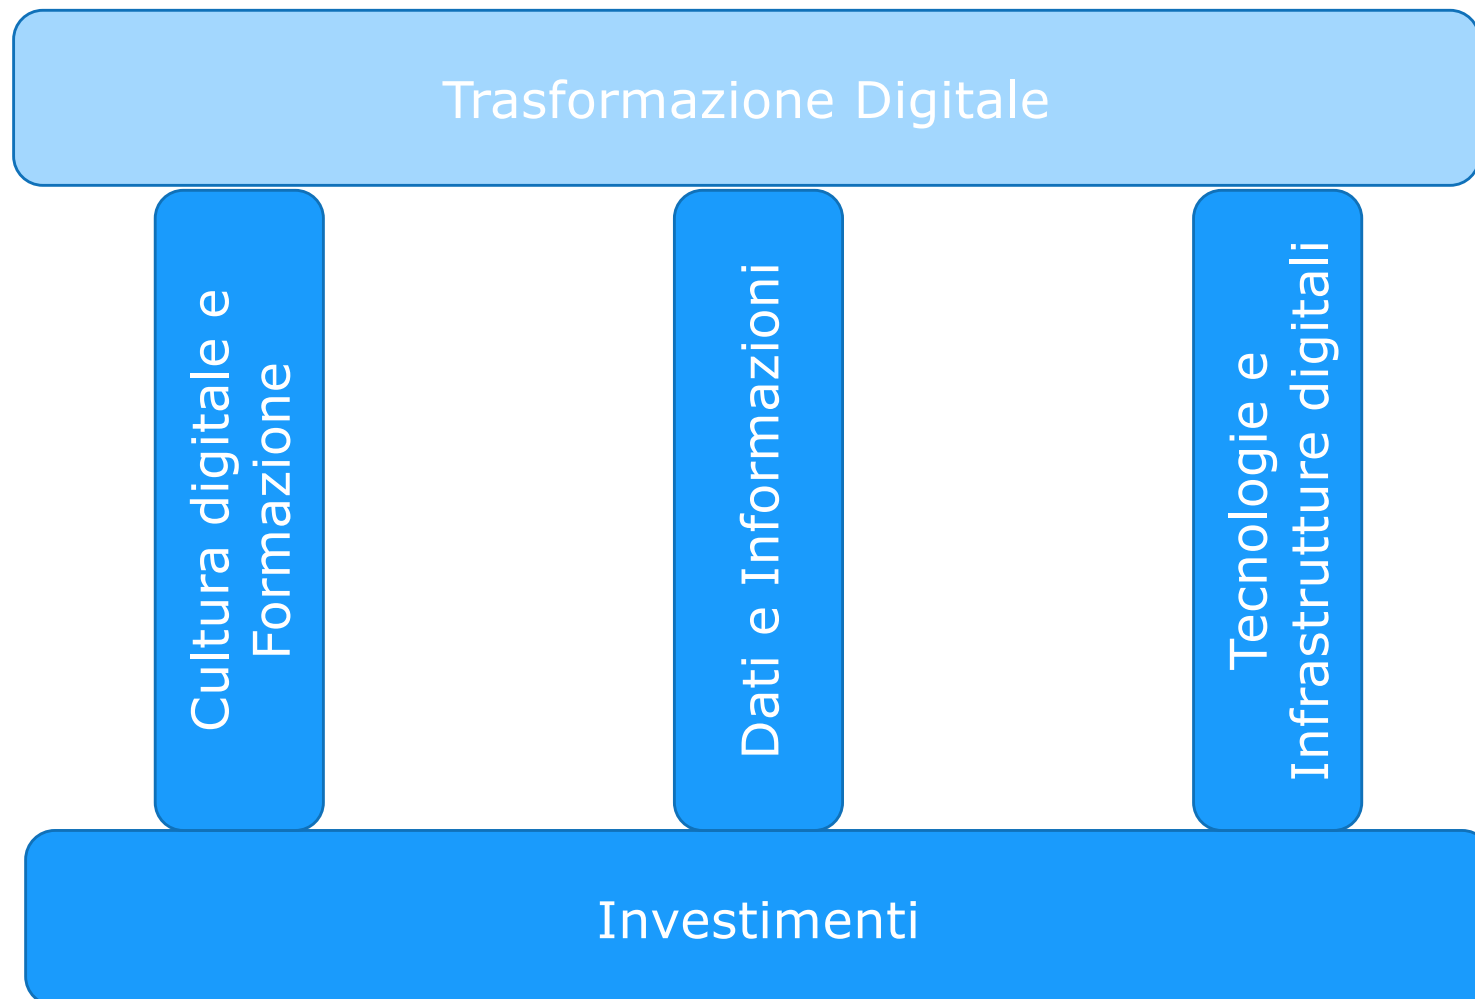 Trasformazione Digitale
Cultura digitale e
Formazione
Dati e Informazioni
Tecnologie e
Infrastrutture digitali
Investimenti